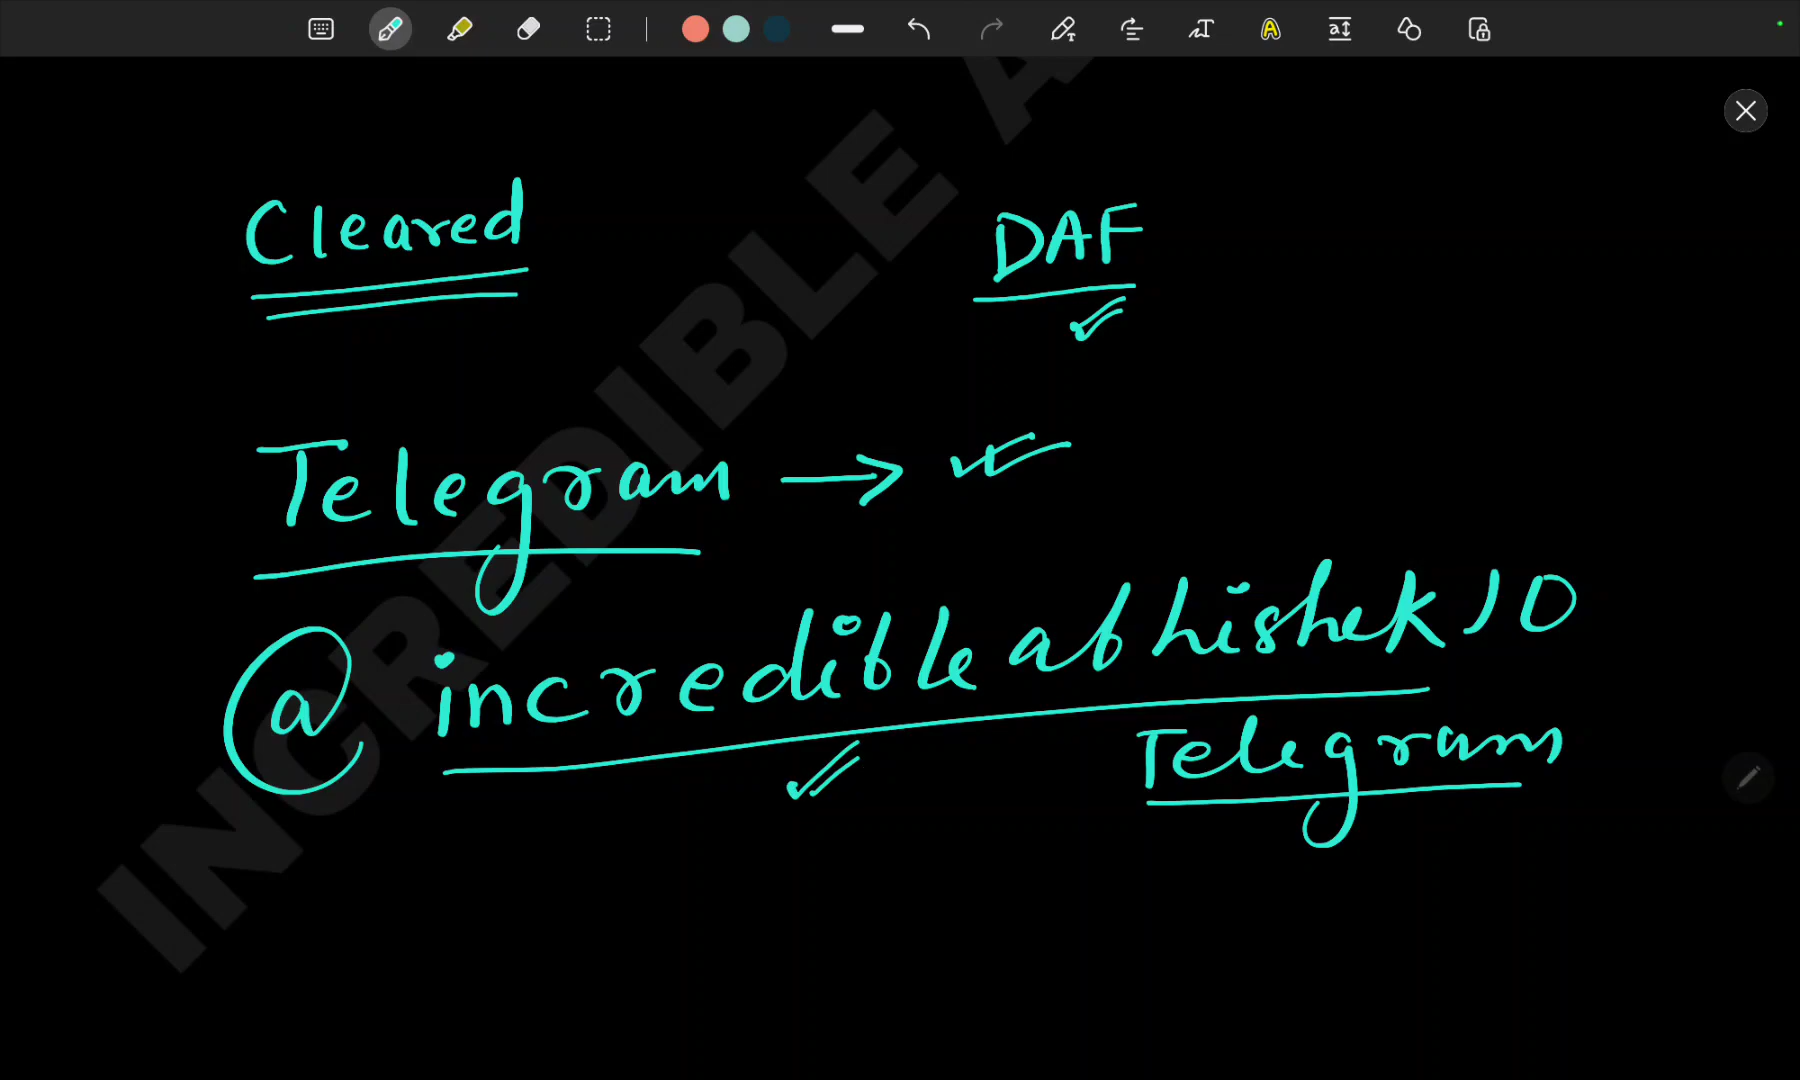 Cleared DAF
Telegram →
@incredibleabhishek10
Telegram
INCREDIBLE A